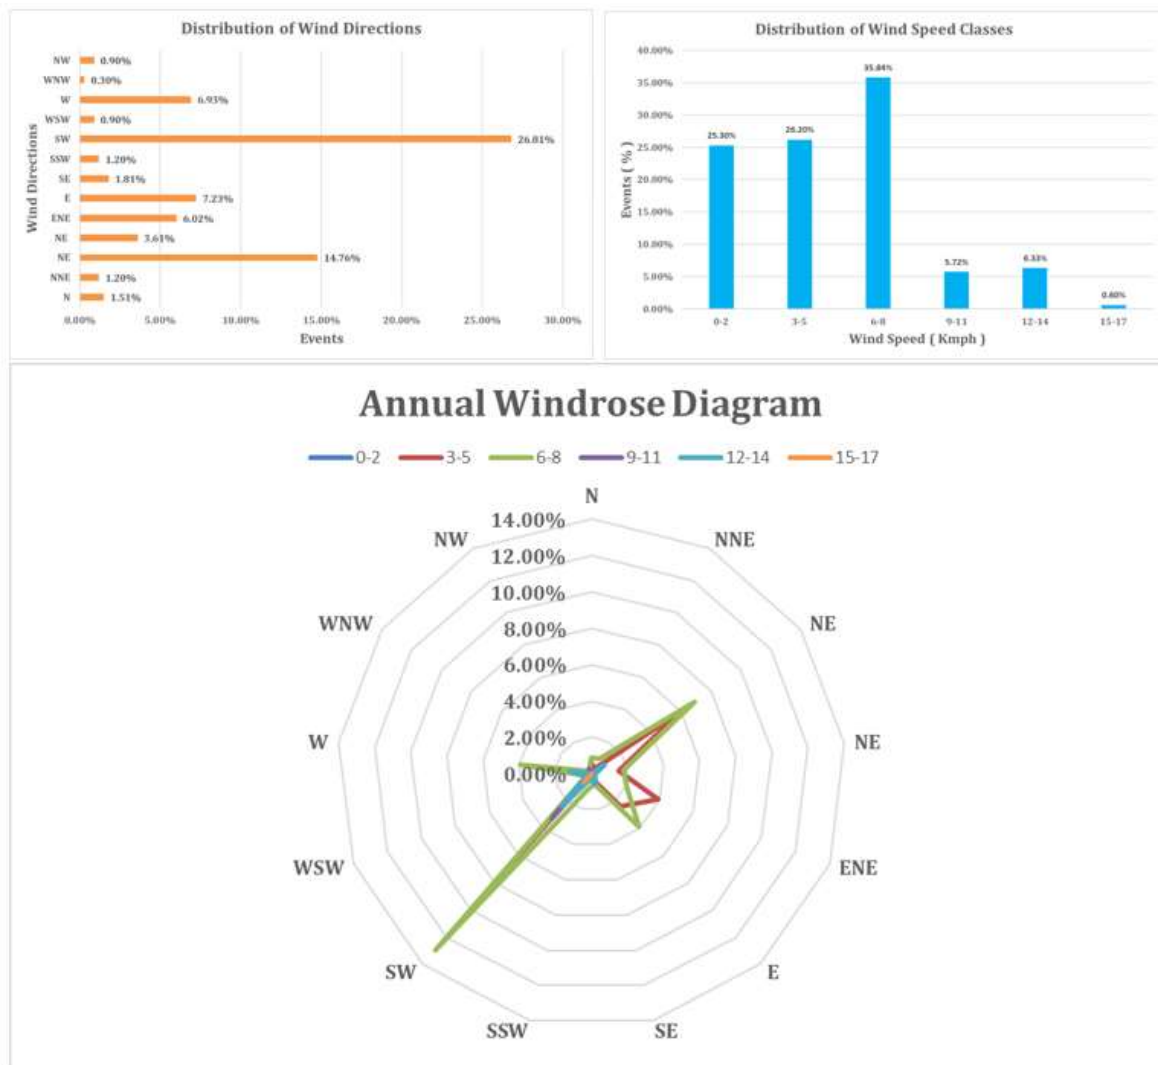 Distribution of Wind Directions
Wind Directions
NW 0.90%
WNW 0.30%
W 6.93%
WSW 0.90%
SW 26.81%
SSW 1.20%
SE 1.81%
E 7.23%
ENE 6.02%
NE 3.61%
NE 14.76%
NNE 1.20%
N 1.51%
0.00% 5.00% 10.00% 15.00% 20.00% 25.00% 30.00%
Events
Distribution of Wind Speed Classes
Events ( % )
40.00%
35.00%
30.00%
25.00%
20.00%
15.00%
10.00%
5.00%
0.00%
25.30% 26.20% 35.84% 5.72% 6.33% 0.60%
0-2 3-5 6-8 9-11 12-14 15-17
Wind Speed ( Kmph )
Annual Windrose Diagram
0-2 3-5 6-8 9-11 12-14 15-17
N
NNE
NE
NE
ENE
E
SE
SSW
SW
WSW
W
WNW
NW
14.00%
12.00%
10.00%
8.00%
6.00%
4.00%
2.00%
0.00%